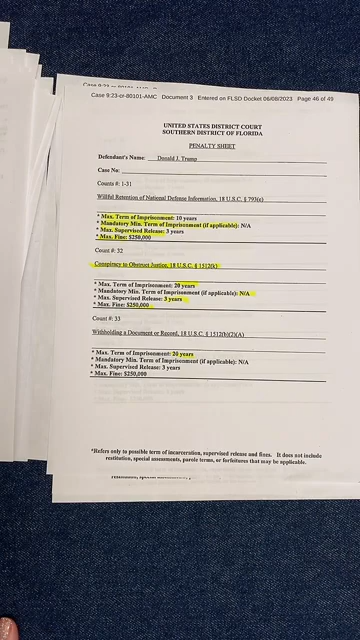 Case 9:23-cr-80101-AMC Document 3 Entered on FLSD Docket 06/08/2023 Page 46 of 49
UNITED STATES DISTRICT COURT
SOUTHERN DISTRICT OF FLORIDA
PENALTY SHEET
Defendant's Name: Donald J. Trump
Case No:
Counts #: 1-31
Willful Retention of National Defense Information, 18 U.S.C. § 793(e)
* Max. Term of Imprisonment: 10 years
* Mandatory Min. Term of Imprisonment (if applicable): N/A
* Max. Supervised Release: 3 years
* Max. Fine: $250,000
Count #: 32
Conspiracy to Obstruct Justice, 18 U.S.C. § 1512(k)
* Max. Term of Imprisonment: 20 years
* Mandatory Min. Term of Imprisonment (if applicable): N/A
* Max. Supervised Release: 3 years
* Max. Fine: $250,000
Count #: 33
Withholding a Document or Record, 18 U.S.C. § 1512(b)(2)(A)
* Max. Term of Imprisonment: 20 years
* Mandatory Min. Term of Imprisonment (if applicable): N/A
* Max. Supervised Release: 3 years
* Max. Fine: $250,000
*Refers only to possible term of incarceration, supervised release and fines. It does not include
restitution, special assessments, parole terms, or forfeitures that may be applicable.